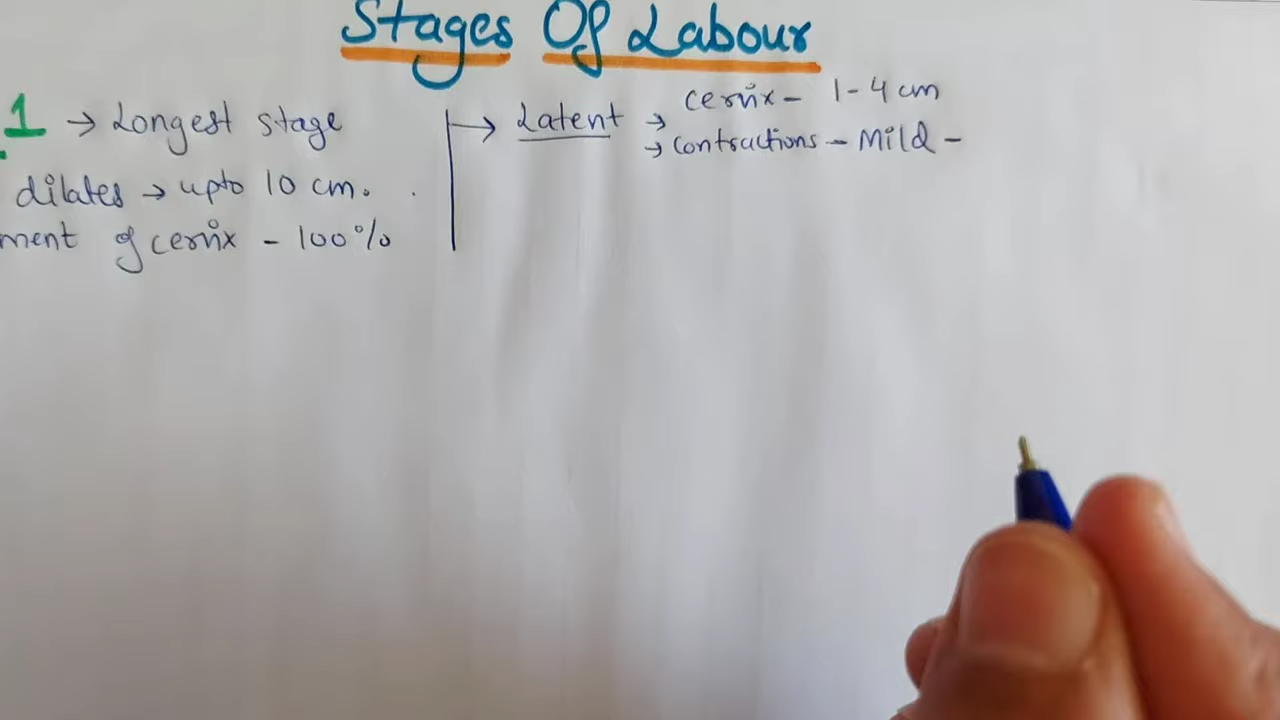 Stages Of Labour
1 → Longest stage
dilates → upto 10 cm.
ment of cervix - 100%
→ Latent → cervix - 1-4 cm
→ contractions - Mild -